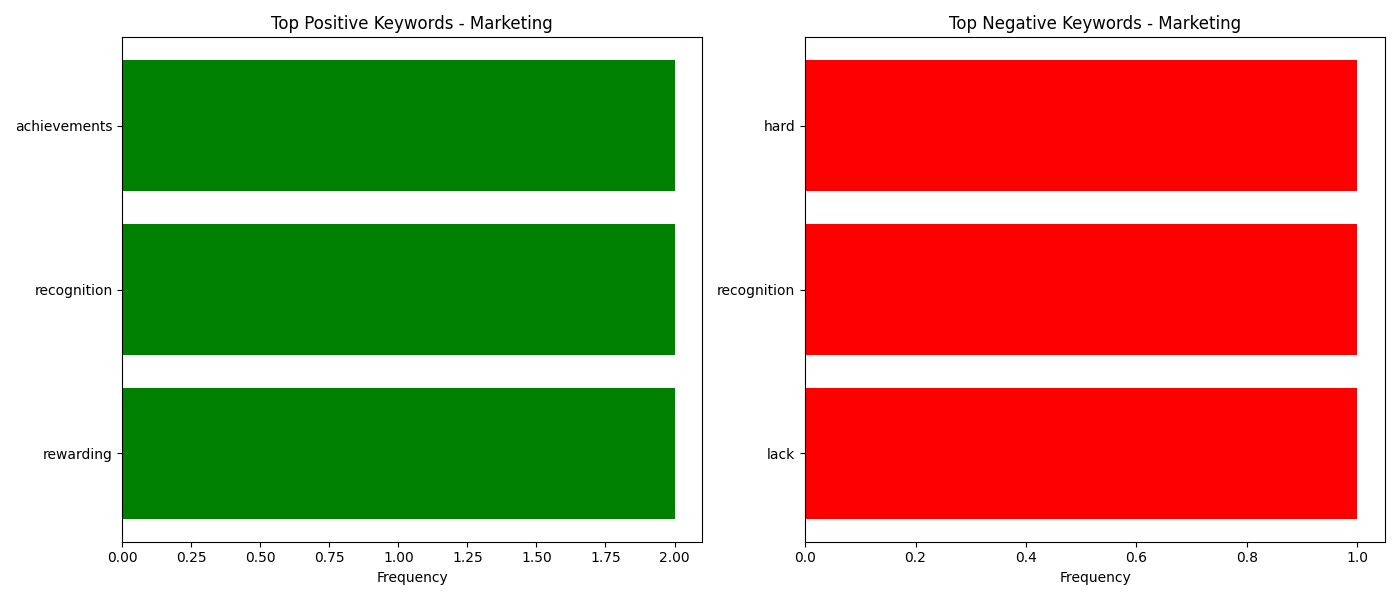 Top Positive Keywords - Marketing
achievements
recognition
rewarding
0.00 0.25 0.50 0.75 1.00 1.25 1.50 1.75 2.00
Frequency
Top Negative Keywords - Marketing
hard
recognition
lack
0.0 0.2 0.4 0.6 0.8 1.0
Frequency